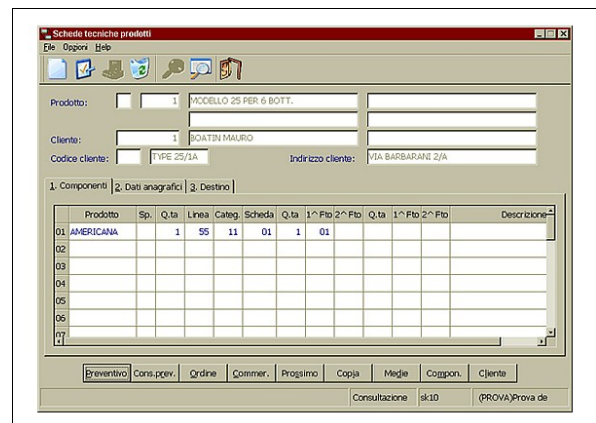 Schede tecniche prodotti
File Opzioni Help
Prodotto: 1 MODELLO 25 PER 6 BOTT.
Cliente: 1 BOATIN MAURO
Codice cliente: TYPE 25/1A Indirizzo cliente: VIA BARBARANI 2/A
1. Componenti 2. Dati anagrafici 3. Destino
Prodotto Sp. Q.ta Linea Categ. Scheda Q.ta 1^ Fto 2^ Fto Q.ta 1^ Fto 2^ Fto Descrizione
01 AMERICANA 1 55 11 01 1 01
02
03
04
05
06
07
Preventivo Cons.prev. Ordine Commer. Prossimo Copia Medie Compon. Cliente
Consultazione sk10 (PROVA)Prova de